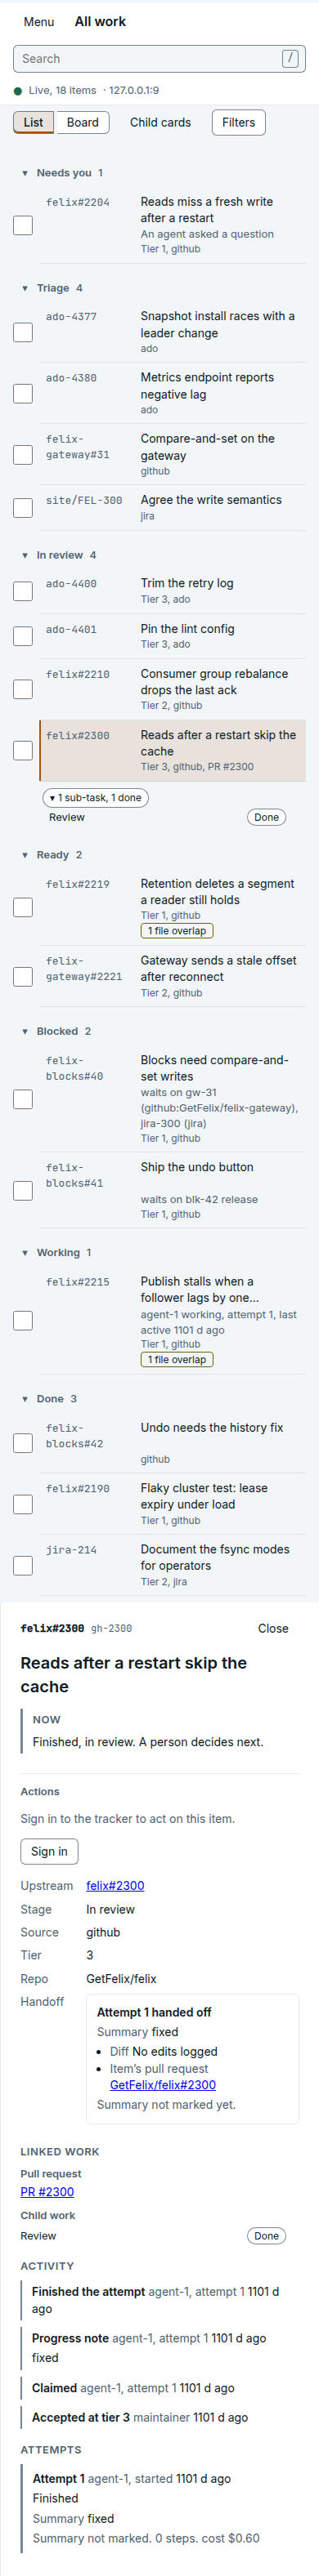 Menu All work
Search /
Live, 18 items · 127.0.0.1:9
List Board Child cards Filters
▾ Needs you 1
felix#2204 Reads miss a fresh write
after a restart
An agent asked a question
Tier 1, github
▾ Triage 4
ado-4377 Snapshot install races with a
leader change
ado
ado-4380 Metrics endpoint reports
negative lag
ado
felix- Compare-and-set on the
gateway#31 gateway
github
site/FEL-300 Agree the write semantics
jira
▾ In review 4
ado-4400 Trim the retry log
Tier 3, ado
ado-4401 Pin the lint config
Tier 3, ado
felix#2210 Consumer group rebalance
drops the last ack
Tier 2, github
felix#2300 Reads after a restart skip the
cache
Tier 3, github, PR #2300
▾ 1 sub-task, 1 done
Review Done
▾ Ready 2
felix#2219 Retention deletes a segment
a reader still holds
Tier 1, github
1 file overlap
felix- Gateway sends a stale offset
gateway#2221 after reconnect
Tier 2, github
▾ Blocked 2
felix- Blocks need compare-and-
blocks#40 set writes
waits on gw-31
(github:GetFelix/felix-gateway),
jira-300 (jira)
Tier 1, github
felix- Ship the undo button
blocks#41
waits on blk-42 release
Tier 1, github
▾ Working 1
felix#2215 Publish stalls when a
follower lags by one…
agent-1 working, attempt 1, last
active 1101 d ago
Tier 1, github
1 file overlap
▾ Done 3
felix- Undo needs the history fix
blocks#42
github
felix#2190 Flaky cluster test: lease
expiry under load
Tier 1, github
jira-214 Document the fsync modes
for operators
Tier 2, jira
felix#2300 gh-2300 Close
Reads after a restart skip the
cache
NOW
Finished, in review. A person decides next.
Actions
Sign in to the tracker to act on this item.
Sign in
Upstream felix#2300
Stage In review
Source github
Tier 3
Repo GetFelix/felix
Handoff
Attempt 1 handed off
Summary fixed
• Diff No edits logged
• Item's pull request
GetFelix/felix#2300
Summary not marked yet.
LINKED WORK
Pull request
PR #2300
Child work
Review Done
ACTIVITY
Finished the attempt agent-1, attempt 1 1101 d
ago
Progress note agent-1, attempt 1 1101 d ago
fixed
Claimed agent-1, attempt 1 1101 d ago
Accepted at tier 3 maintainer 1101 d ago
ATTEMPTS
Attempt 1 agent-1, started 1101 d ago
Finished
Summary fixed
Summary not marked. 0 steps. cost $0.60